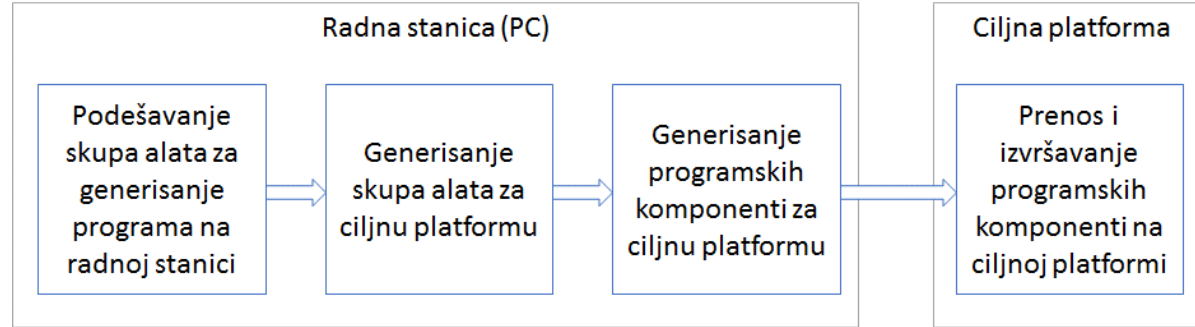 Radna stanica (PC)
Podešavanje
skupa alata za
generisanje
programa na
radnoj stanici
Generisanje
skupa alata za
ciljnu platformu
Generisanje
programskih
komponenti za
ciljnu platformu
Ciljna platforma
Prenos i
izvršavanje
programskih
komponenti na
ciljnoj platformi